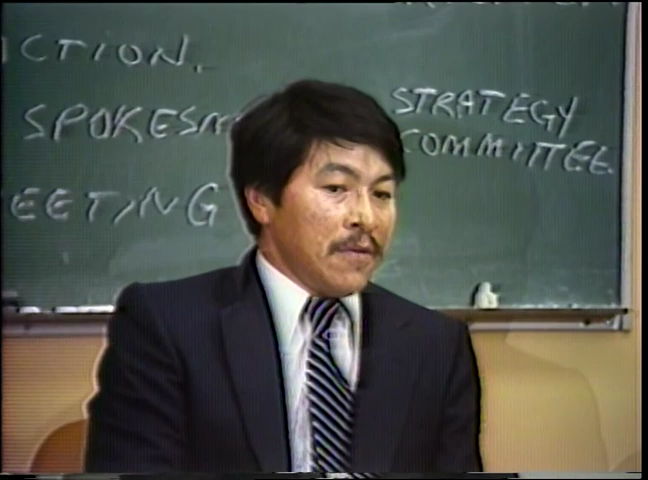 CTION.
SPOKESM
STRATEGY
COMMITTEE
EETING